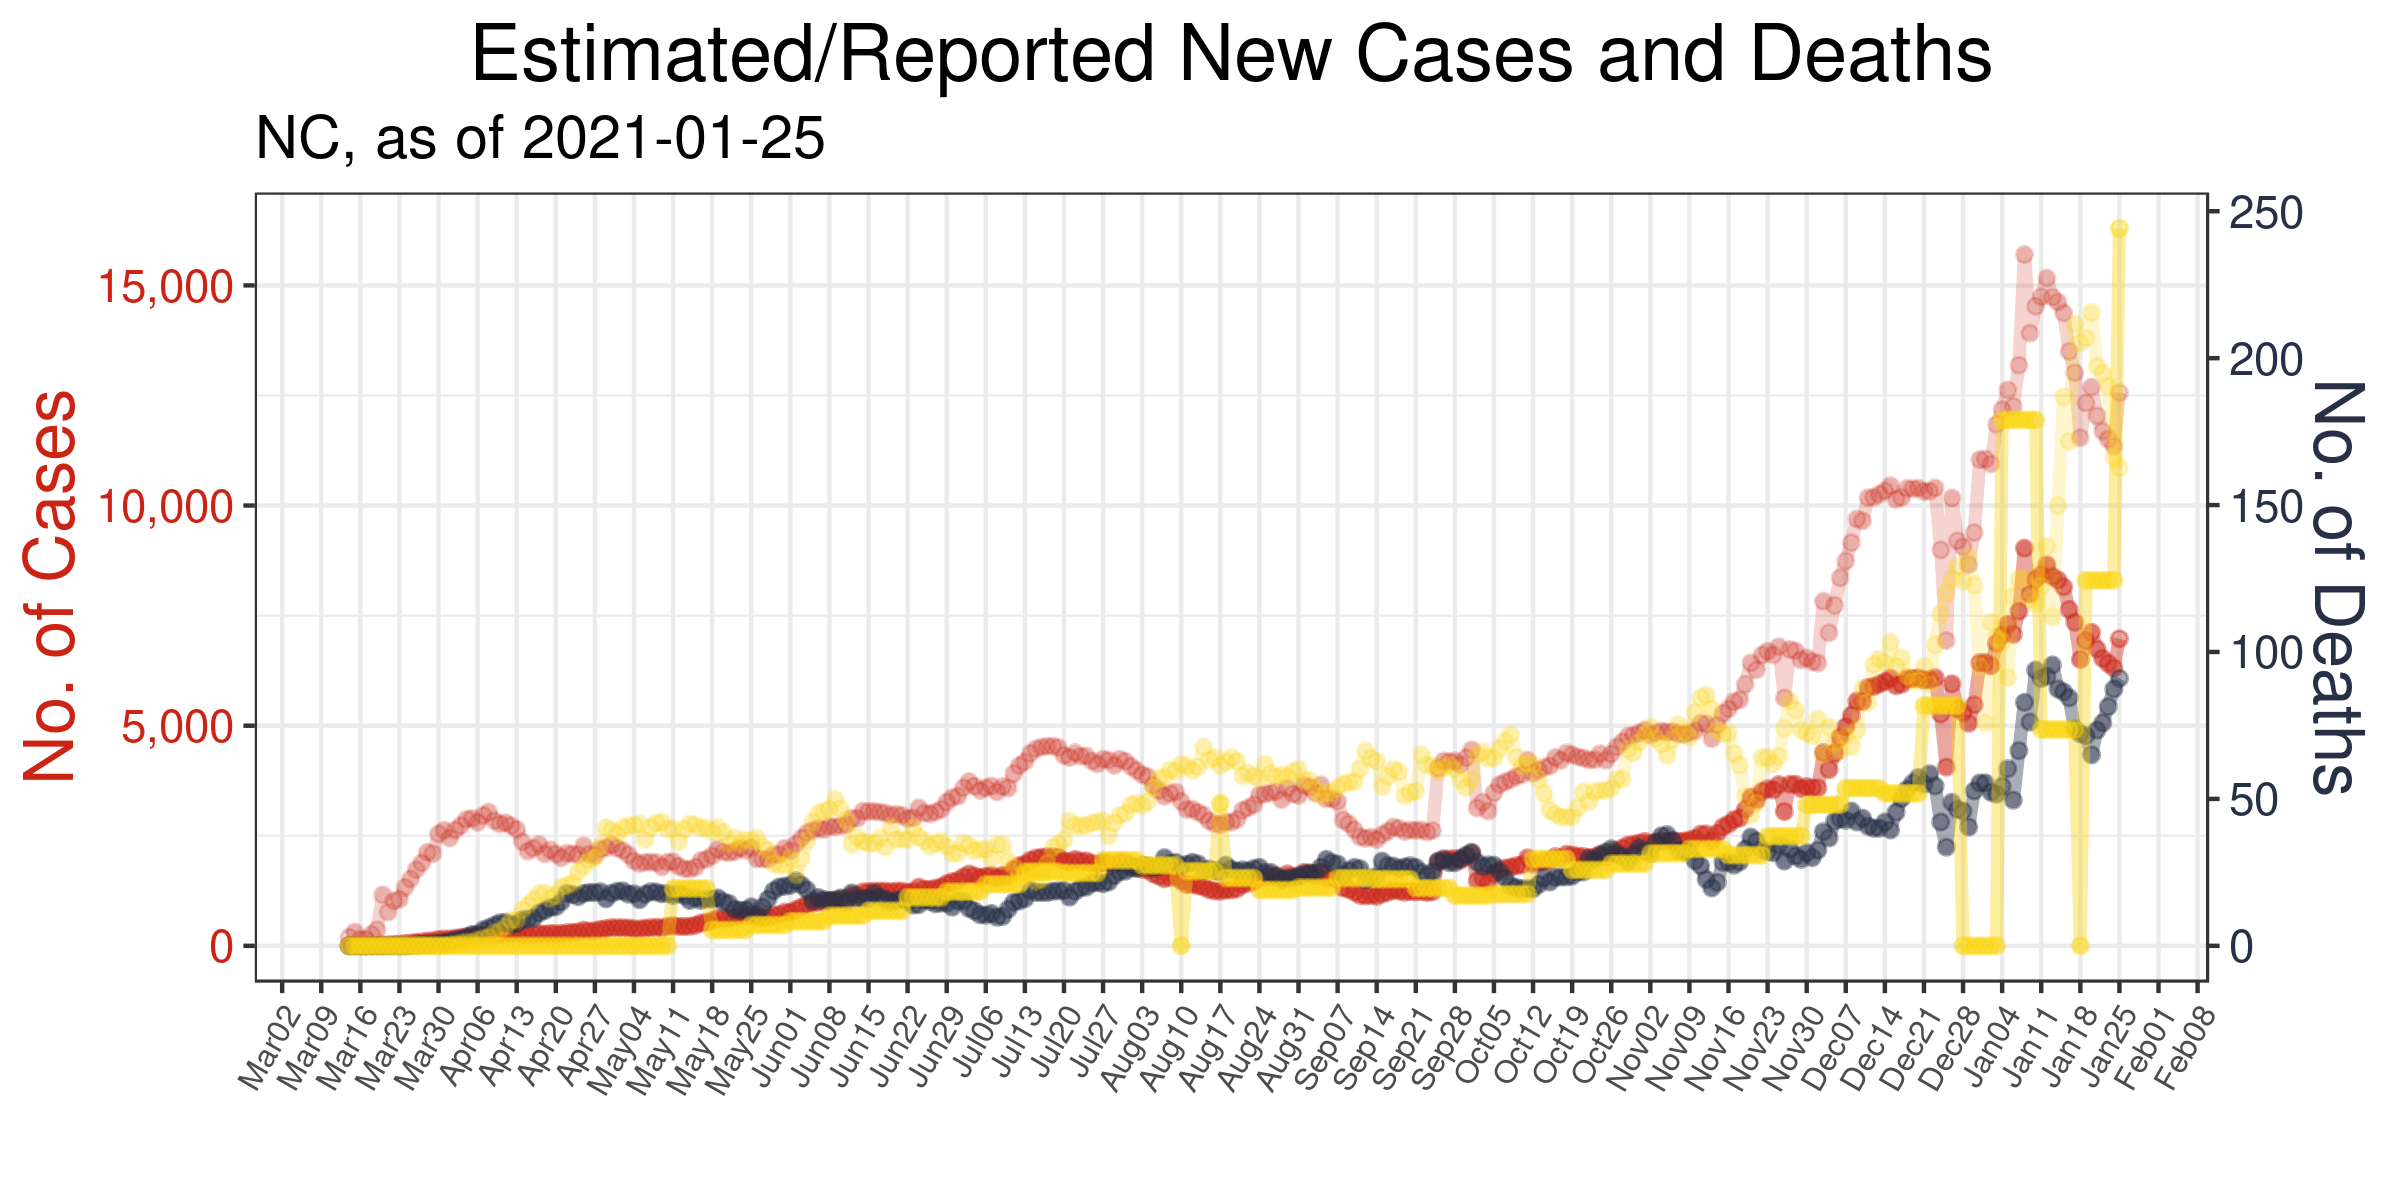 Estimated/Reported New Cases and Deaths
NC, as of 2021-01-25
No. of Cases
15,000
10,000
5,000
0
250
200
150
100
50
0
No. of Deaths
Mar02
Mar09
Mar16
Mar23
Mar30
Apr06
Apr13
Apr20
Apr27
May04
May11
May18
May25
Jun01
Jun08
Jun15
Jun22
Jun29
Jul06
Jul13
Jul20
Jul27
Aug03
Aug10
Aug17
Aug24
Aug31
Sep07
Sep14
Sep21
Sep28
Oct05
Oct12
Oct19
Oct26
Nov02
Nov09
Nov16
Nov23
Nov30
Dec07
Dec14
Dec21
Dec28
Jan04
Jan11
Jan18
Jan25
Feb01
Feb08